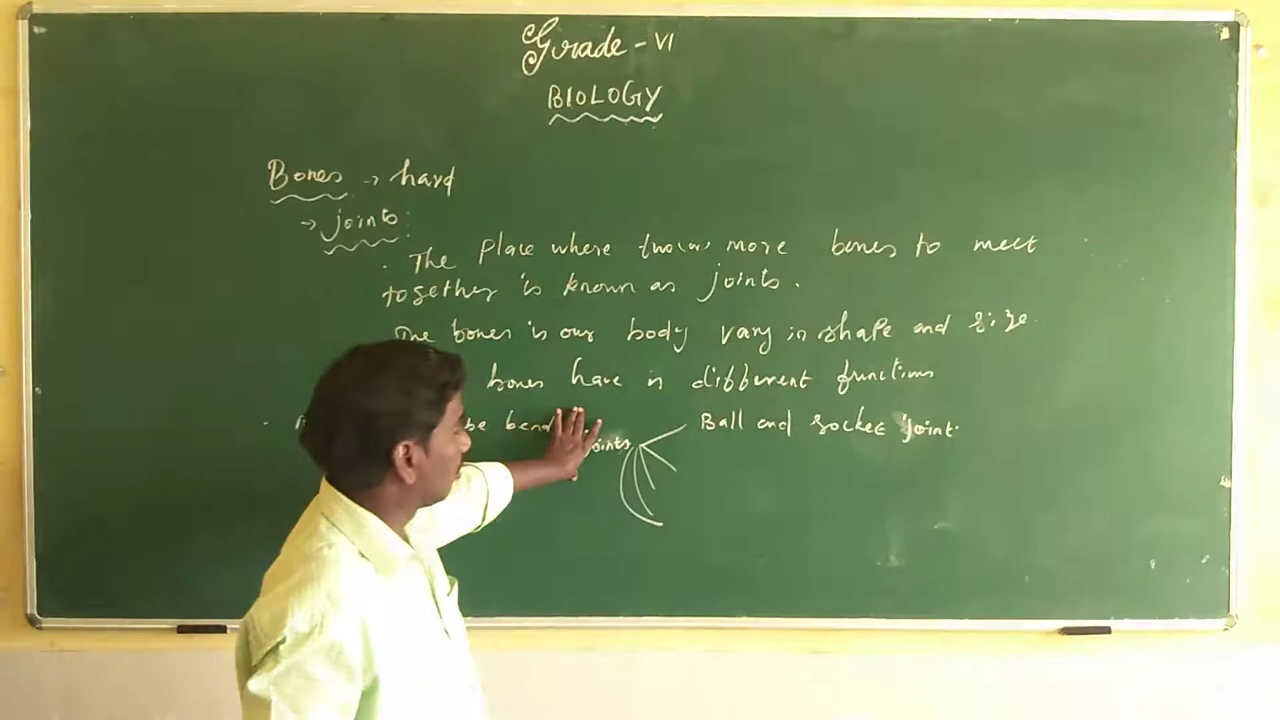 Grade - VI
BIOLOGY
Bones → hard
→ joints:
. The Place where two (or) more bones to meet
together is known as joints.
The bones is our body vary in shape and size.
bones have in different functions
be bend
joints
Ball and socket joint.